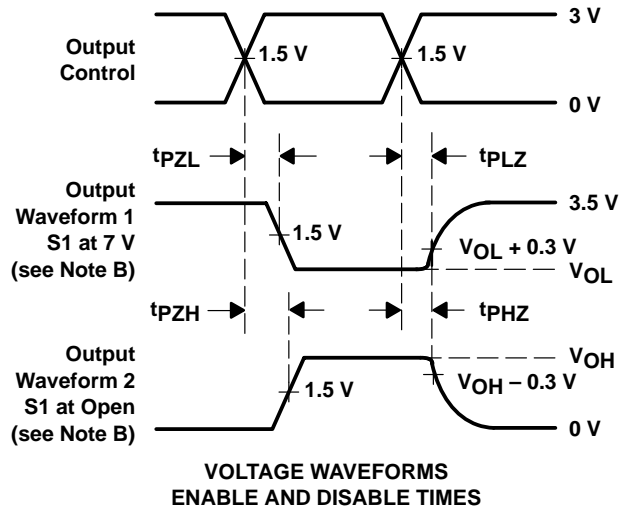 3 V
Output
Control
1.5 V
1.5 V
0 V
tPZL
tPLZ
Output
Waveform 1
S1 at 7 V
(see Note B)
3.5 V
1.5 V
VOL + 0.3 V
VOL
tPZH
tPHZ
Output
Waveform 2
S1 at Open
(see Note B)
VOH
1.5 V
VOH – 0.3 V
0 V
VOLTAGE WAVEFORMS
ENABLE AND DISABLE TIMES